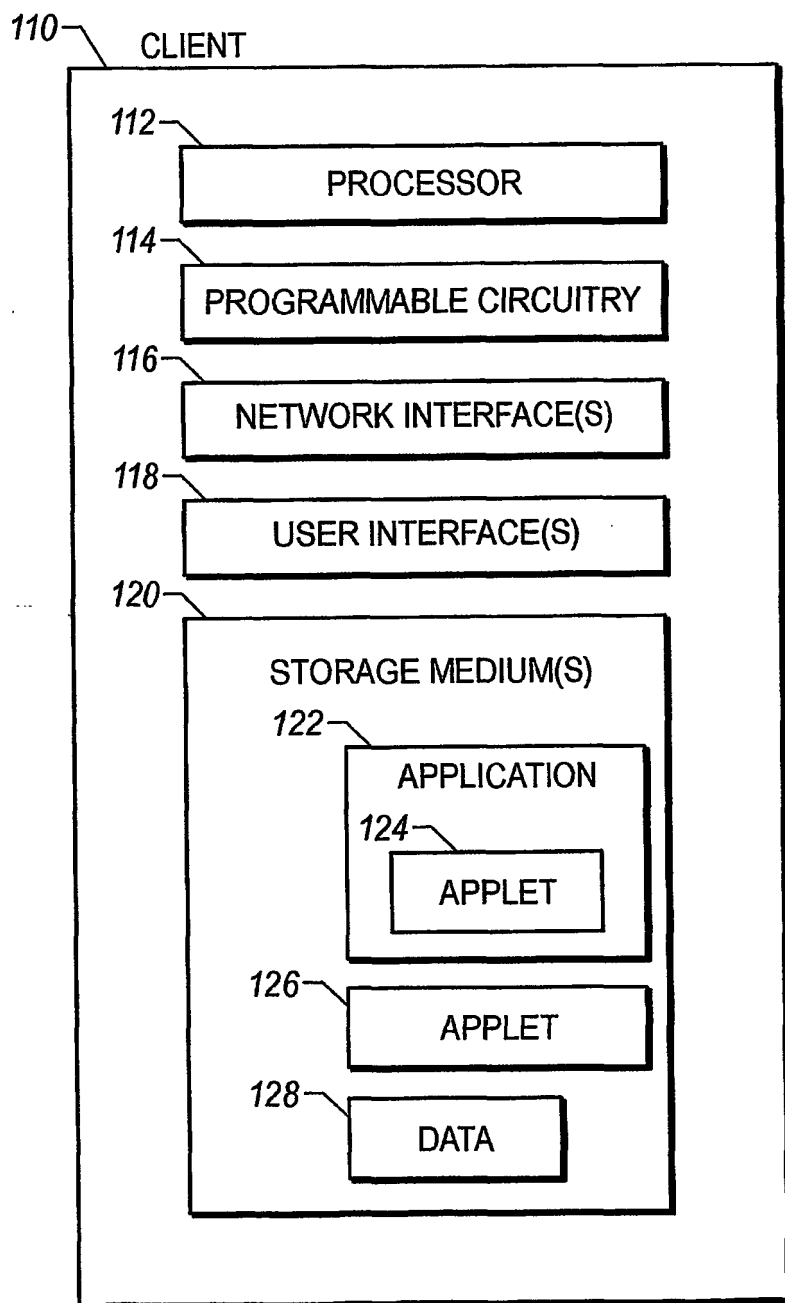 110
CLIENT
112
PROCESSOR
114
PROGRAMMABLE CIRCUITRY
116
NETWORK INTERFACE(S)
118
USER INTERFACE(S)
120
STORAGE MEDIUM(S)
122
APPLICATION
124
APPLET
126
APPLET
128
DATA